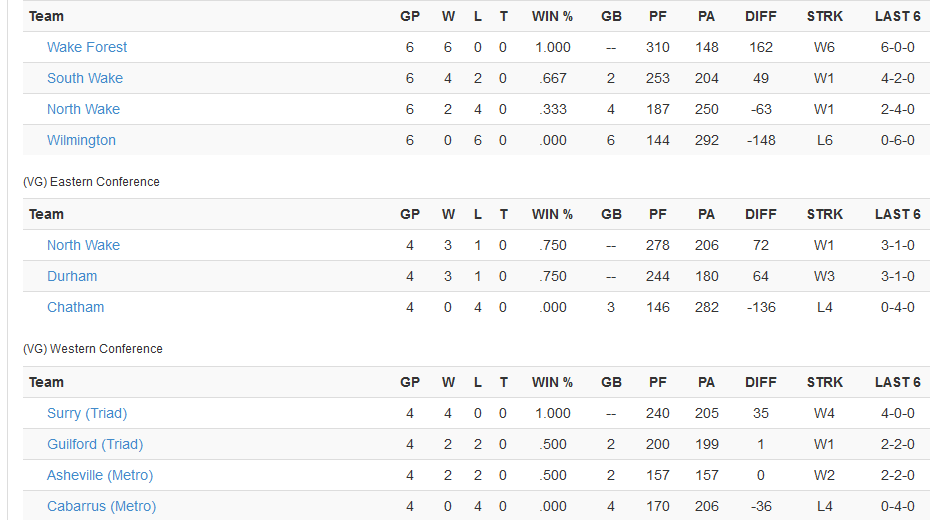 Team GP W L T WIN % GB PF PA DIFF STRK LAST 6
Wake Forest 6 6 0 0 1.000 -- 310 148 162 W6 6-0-0
South Wake 6 4 2 0 .667 2 253 204 49 W1 4-2-0
North Wake 6 2 4 0 .333 4 187 250 -63 W1 2-4-0
Wilmington 6 0 6 0 .000 6 144 292 -148 L6 0-6-0
(VG) Eastern Conference
Team GP W L T WIN % GB PF PA DIFF STRK LAST 6
North Wake 4 3 1 0 .750 -- 278 206 72 W1 3-1-0
Durham 4 3 1 0 .750 -- 244 180 64 W3 3-1-0
Chatham 4 0 4 0 .000 3 146 282 -136 L4 0-4-0
(VG) Western Conference
Team GP W L T WIN % GB PF PA DIFF STRK LAST 6
Surry (Triad) 4 4 0 0 1.000 -- 240 205 35 W4 4-0-0
Guilford (Triad) 4 2 2 0 .500 2 200 199 1 W1 2-2-0
Asheville (Metro) 4 2 2 0 .500 2 157 157 0 W2 2-2-0
Cabarrus (Metro) 4 0 4 0 .000 4 170 206 -36 L4 0-4-0